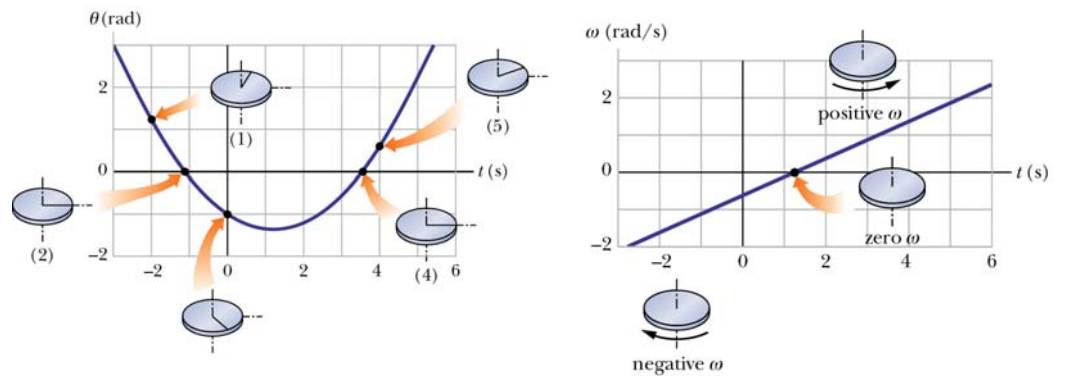 θ(rad)
2
0
−2
−2
0
2
4
6
t(s)
(1)
(2)
(4)
(5)
ω (rad/s)
2
0
−2
−2
0
2
4
6
t(s)
positive ω
zero ω
negative ω